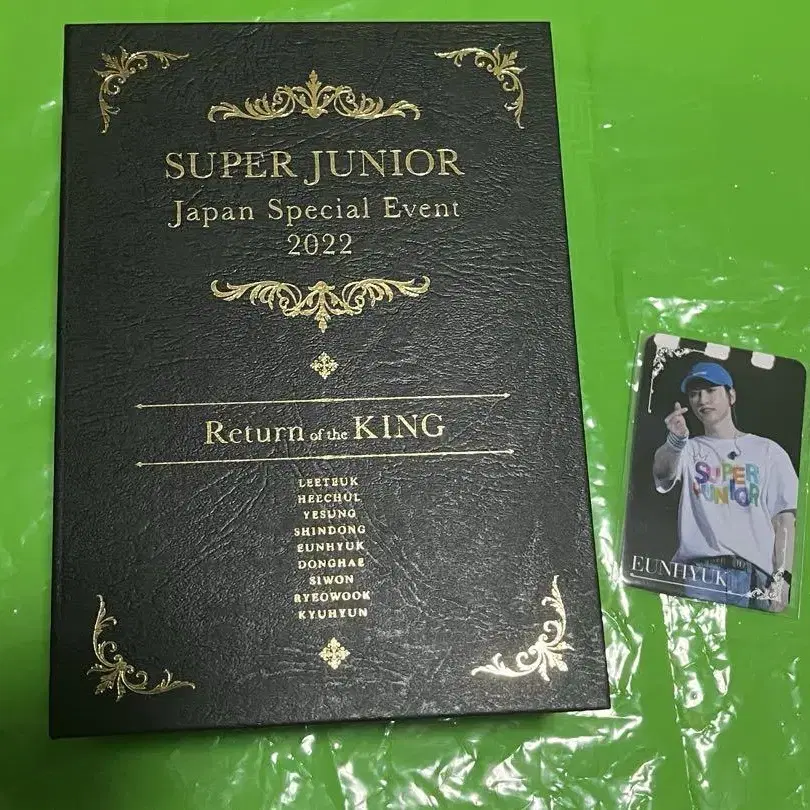 SUPER JUNIOR
Japan Special Event
2022
Return of the KING
LEETEUK
HEECHUL
YESUNG
SHINDONG
EUNHYUK
DONGHAE
SIWON
RYEOWOOK
KYUHYUN
SUPER
JUNIOR
EUNHYUK